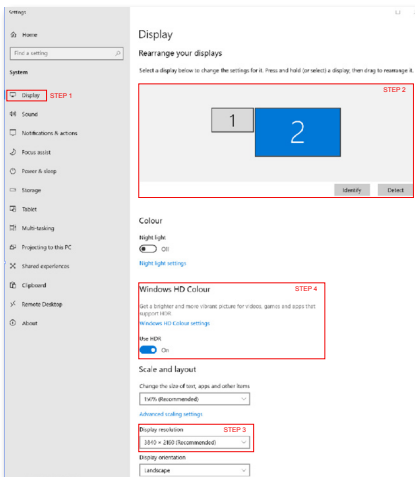 Settings
Home
Find a setting
System
Display STEP 1
Sound
Notifications & actions
Focus assist
Power & sleep
Storage
Tablet
Multi-tasking
Projecting to this PC
Shared experiences
Clipboard
Remote Desktop
About
Display
Rearrange your displays
Select a display below to change the settings for it. Press and hold (or select) a display, then drag to rearrange it.
STEP 2
1
2
Identify Detect
Colour
Night light
Off
Night light settings
Windows HD Colour STEP 4
Get a brighter and more vibrant picture for videos, games and apps that
support HDR.
Windows HD Colour settings
Use HDR
On
Scale and layout
Change the size of text, apps and other items
150% (Recommended)
Advanced scaling settings
Display resolution STEP 3
3840 × 2160 (Recommended)
Display orientation
Landscape